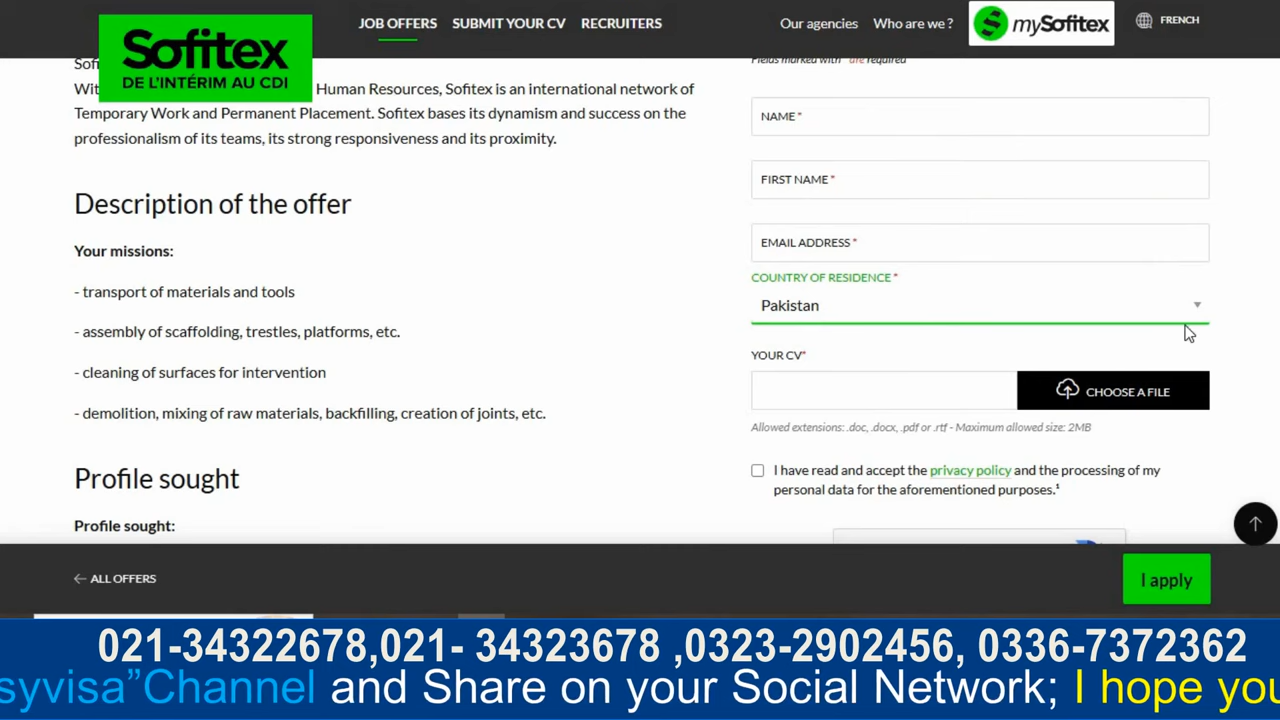 Sofitex
DE L'INTÉRIM AU CDI
JOB OFFERS
SUBMIT YOUR CV
RECRUITERS
Our agencies
Who are we ?
S mySofitex
FRENCH
Human Resources, Sofitex is an international network of
Temporary Work and Permanent Placement. Sofitex bases its dynamism and success on the
professionalism of its teams, its strong responsiveness and its proximity.
Description of the offer
Your missions:
- transport of materials and tools
- assembly of scaffolding, trestles, platforms, etc.
- cleaning of surfaces for intervention
- demolition, mixing of raw materials, backfilling, creation of joints, etc.
Profile sought
Profile sought:
Fields marked with * are required
NAME *
FIRST NAME *
EMAIL ADDRESS *
COUNTRY OF RESIDENCE *
Pakistan
YOUR CV*
CHOOSE A FILE
Allowed extensions: .doc, .docx, .pdf or .rtf - Maximum allowed size: 2MB
I have read and accept the privacy policy and the processing of my
personal data for the aforementioned purposes.¹
← ALL OFFERS
I apply
021-34322678,021- 34323678 ,0323-2902456, 0336-7372362
syvisa”Channel and Share on your Social Network; I hope you